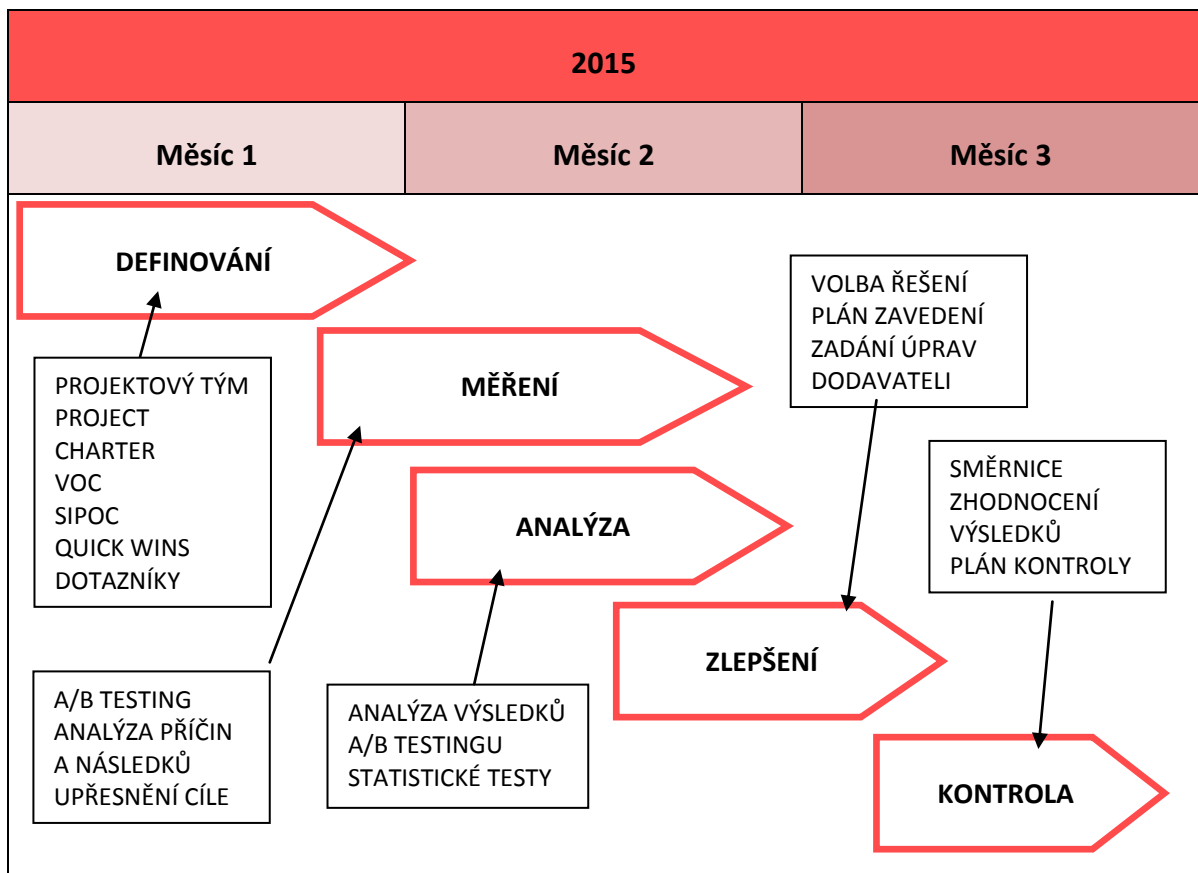 2015
Měsíc 1
Měsíc 2
Měsíc 3
DEFINOVÁNÍ
PROJEKTOVÝ TÝM
PROJECT
CHARTER
VOC
SIPOC
QUICK WINS
DOTAZNÍKY
MĚŘENÍ
VOLBA ŘEŠENÍ
PLÁN ZAVEDENÍ
ZADÁNÍ ÚPRAV
DODAVATELI
ANALÝZA
SMĚRNICE
ZHODNOCENÍ
VÝSLEDKŮ
PLÁN KONTROLY
ZLEPŠENÍ
A/B TESTING
ANALÝZA PŘÍČIN
A NÁSLEDKŮ
UPŘESNĚNÍ CÍLE
ANALÝZA VÝSLEDKŮ
A/B TESTINGU
STATISTICKÉ TESTY
KONTROLA